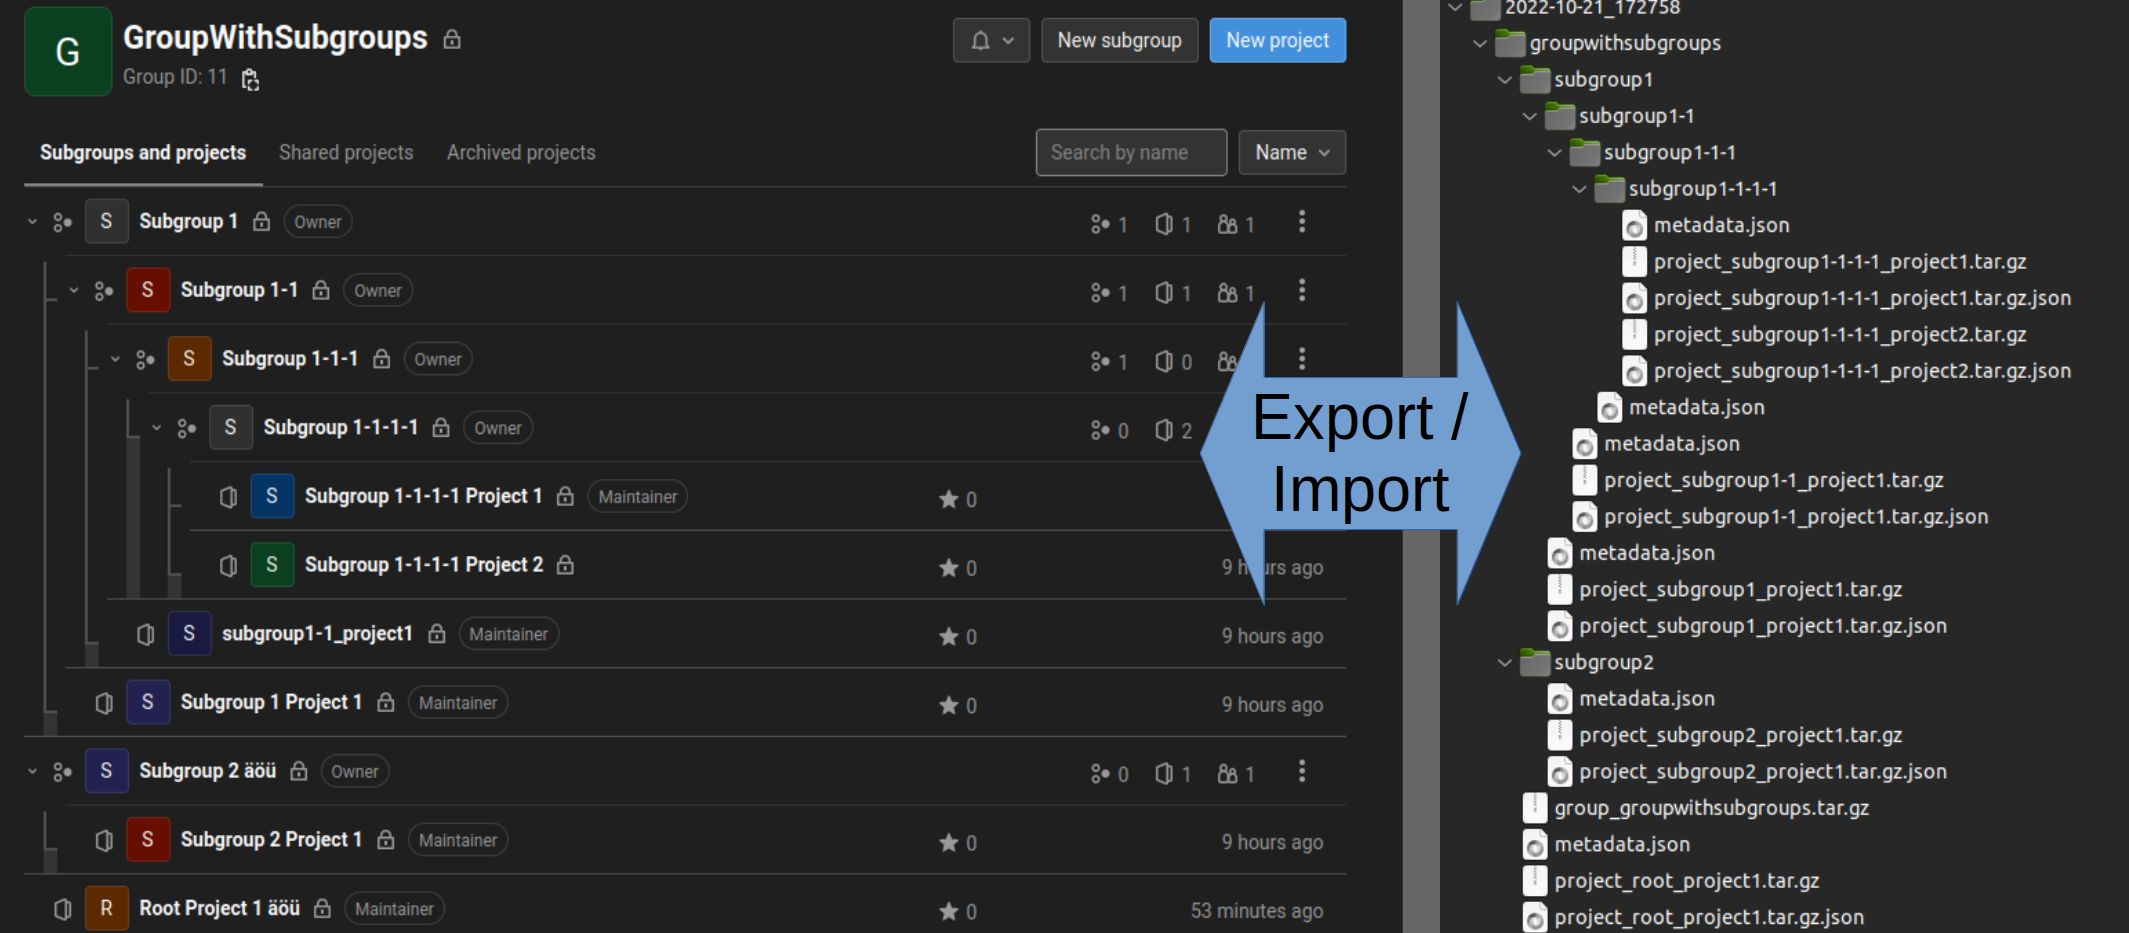 G
GroupWithSubgroups
Group ID: 11
New subgroup
New project
Subgroups and projects
Shared projects
Archived projects
Search by name
Name
S Subgroup 1 Owner 1 1 1
S Subgroup 1-1 Owner 1 1 1
S Subgroup 1-1-1 Owner 1 0
S Subgroup 1-1-1-1 Owner 0 2
S Subgroup 1-1-1-1 Project 1 Maintainer 0
S Subgroup 1-1-1-1 Project 2 0 9 hours ago
S subgroup1-1_project1 Maintainer 0 9 hours ago
S Subgroup 1 Project 1 Maintainer 0 9 hours ago
S Subgroup 2 äöü Owner 0 1 1
S Subgroup 2 Project 1 Maintainer 0 9 hours ago
R Root Project 1 äöü Maintainer 0 53 minutes ago
Export /
Import
2022-10-21_172758
groupwithsubgroups
subgroup1
subgroup1-1
subgroup1-1-1
subgroup1-1-1-1
metadata.json
project_subgroup1-1-1-1_project1.tar.gz
project_subgroup1-1-1-1_project1.tar.gz.json
project_subgroup1-1-1-1_project2.tar.gz
project_subgroup1-1-1-1_project2.tar.gz.json
metadata.json
metadata.json
project_subgroup1-1_project1.tar.gz
project_subgroup1-1_project1.tar.gz.json
metadata.json
project_subgroup1_project1.tar.gz
project_subgroup1_project1.tar.gz.json
subgroup2
metadata.json
project_subgroup2_project1.tar.gz
project_subgroup2_project1.tar.gz.json
group_groupwithsubgroups.tar.gz
metadata.json
project_root_project1.tar.gz
project_root_project1.tar.gz.json